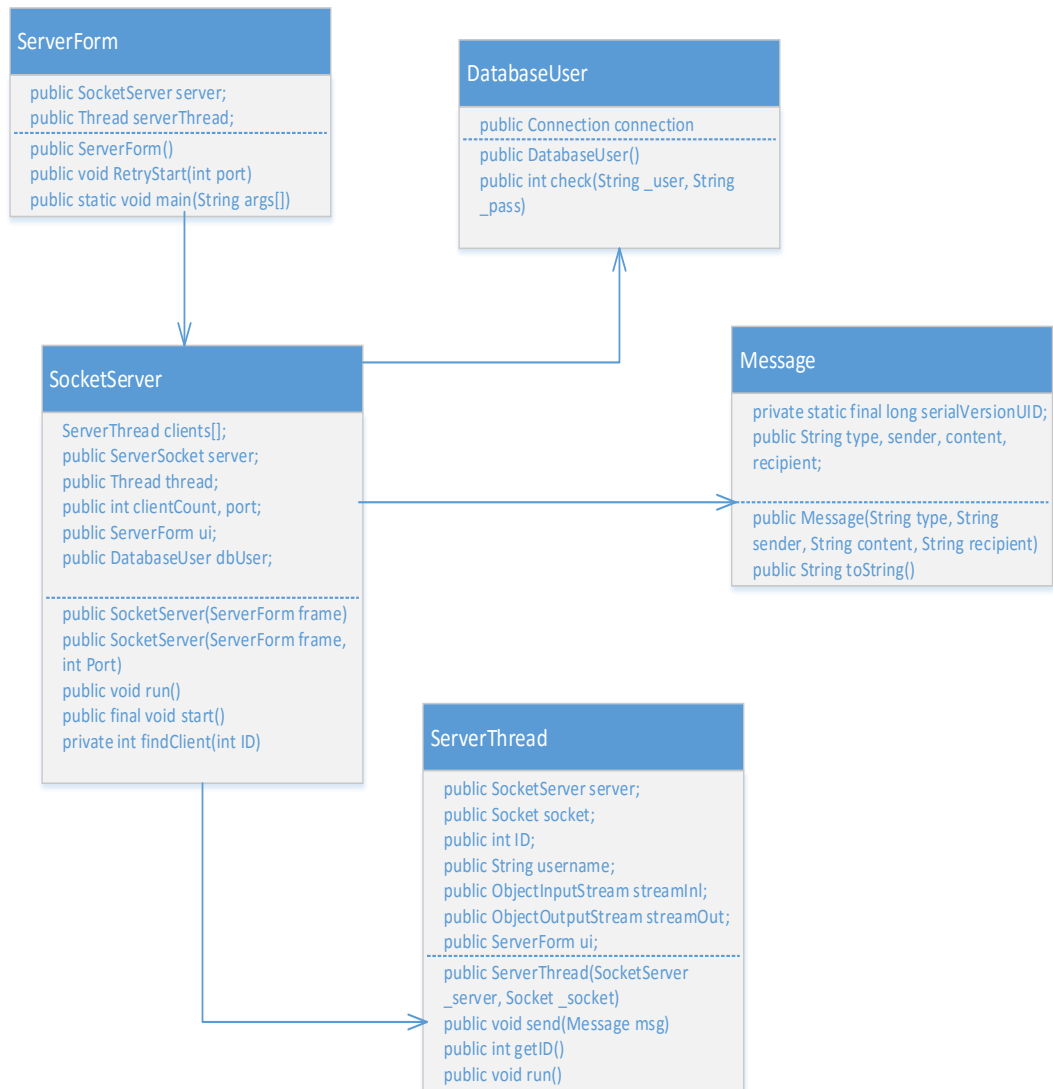 ServerForm
public SocketServer server;
public Thread serverThread;
public ServerForm()
public void RetryStart(int port)
public static void main(String args[])
DatabaseUser
public Connection connection
public DatabaseUser()
public int check(String _user, String
_pass)
SocketServer
ServerThread clients[];
public ServerSocket server;
public Thread thread;
public int clientCount, port;
public ServerForm ui;
public DatabaseUser dbUser;
public SocketServer(ServerForm frame)
public SocketServer(ServerForm frame,
int Port)
public void run()
public final void start()
private int findClient(int ID)
Message
private static final long serialVersionUID;
public String type, sender, content,
recipient;
public Message(String type, String
sender, String content, String recipient)
public String toString()
ServerThread
public SocketServer server;
public Socket socket;
public int ID;
public String username;
public ObjectInputStream streamInl;
public ObjectOutputStream streamOut;
public ServerForm ui;
public ServerThread(SocketServer
_server, Socket _socket)
public void send(Message msg)
public int getID()
public void run()